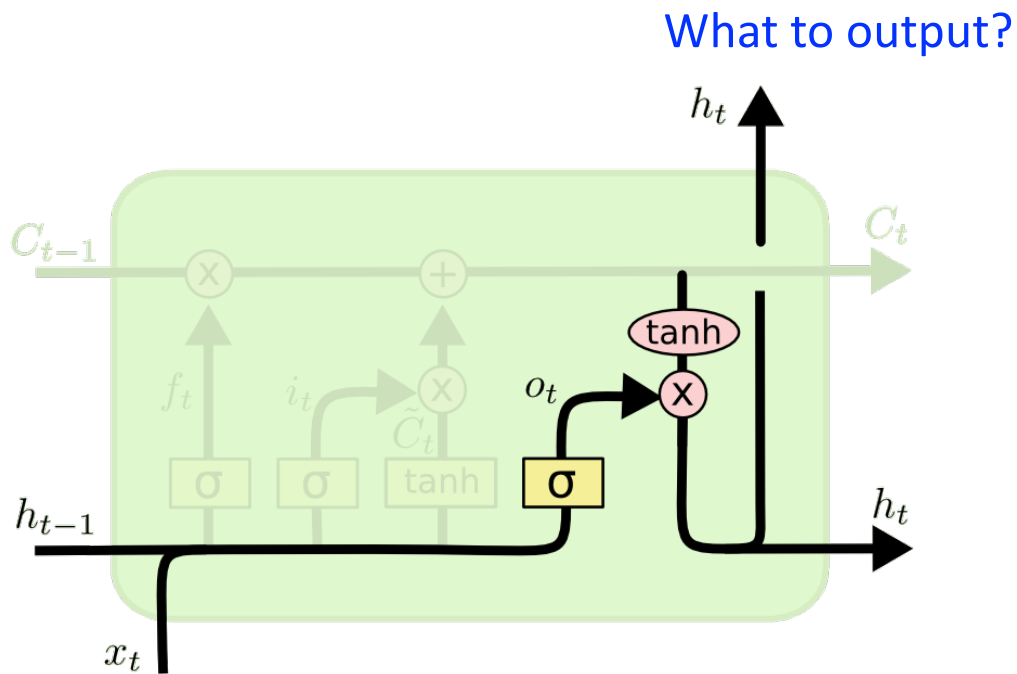 What to output?
h_t
C_{t-1}
C_t
x
+
tanh
f_t
i_t
x
o_t
x
C̃_t
σ
σ
tanh
σ
h_{t-1}
h_t
x_t